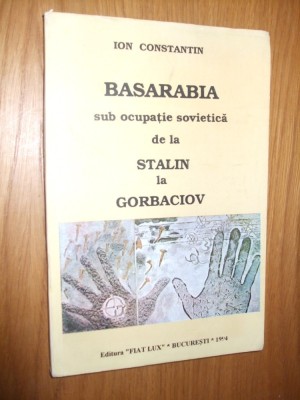 ION CONSTANTIN
BASARABIA
sub ocupație sovietică
de la
STALIN
la
GORBACIOV
Editura "FIAT LUX" * BUCUREȘTI * 1994